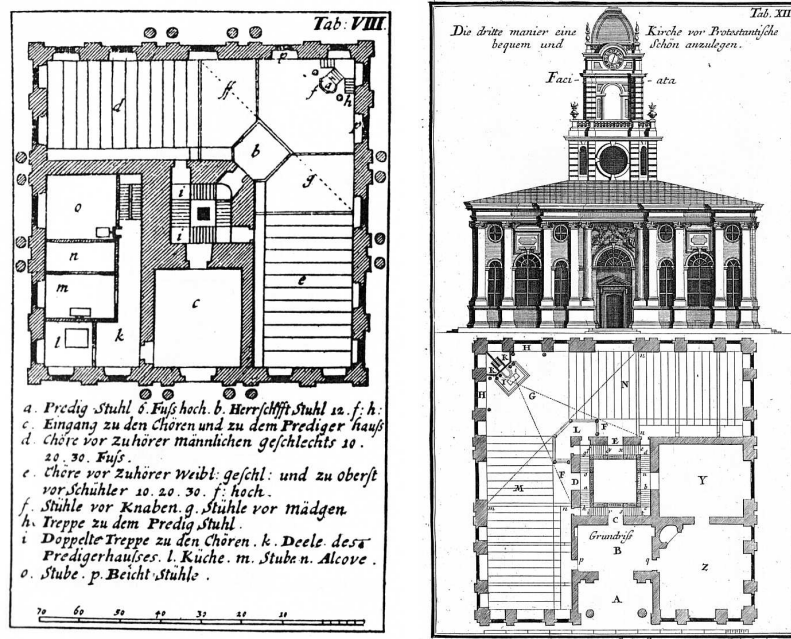 Tab: VIII.
p
d
ff
f
a
h
p
b
g
i
o
i
n
e
m
c
l
k
a. Predig-Stuhl 6. Fuß hoch. b. Herrschfft Stuhl 12. f: h:
c. Eingang zu den Chören und zu dem Prediger hauß
d. Chöre vor Zuhörer männlichen geschlechts 10.
20. 30. Fuß.
e. Chöre vor Zuhörer Weibl: geschl: und zu oberst
vor Schühler 10. 20. 30. f: hoch.
f. Stühle vor Knaben. g. Stühle vor mädgen
h. Treppe zu dem Predig Stuhl.
i Doppelte Treppe zu den Chören. k. Deele des
Predigerhauses. l. Küche. m. Stube n. Alcove.
o. Stube. p. Beicht-Stühle.
70 60 50 40 30 20 10
Tab. XII
Die dritte manier eine Kirche vor Protestantische
bequem und Schön anzulegen.
Faci- ata
H
N
H
G
L
F
E
F
D
Y
M
C
Grundriss
B
Z
A